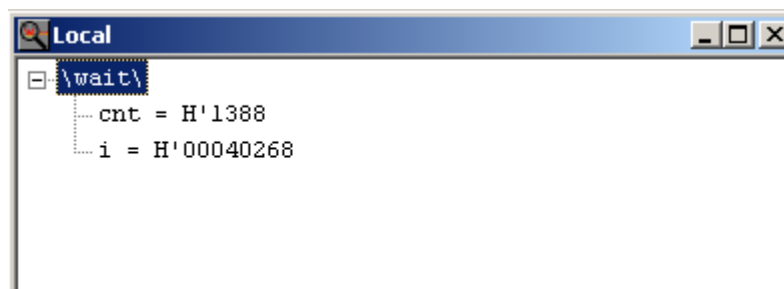 Local
\wait\
cnt = H'1388
i = H'00040268